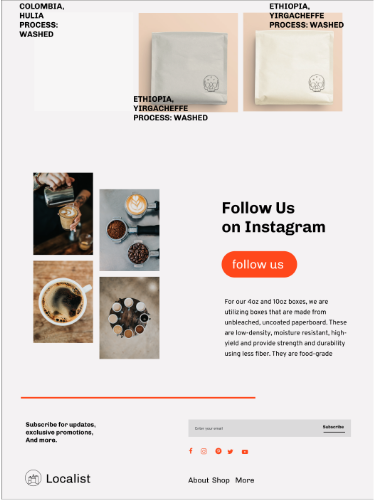 COLOMBIA,
HULIA
PROCESS:
WASHED
ETHIOPIA,
YIRGACHEFFE
PROCESS: WASHED
ETHIOPIA,
YIRGACHEFFE
PROCESS: WASHED
Follow Us
on Instagram
follow us
For our 4oz and 10oz boxes, we are
utilizing boxes that are made from
unbleached, uncoated paperboard. These
are low-density, moisture resistant, high-
yield and provide strength and durability
using less fiber. They are food-grade
Subscribe for updates,
exclusive promotions,
And more.
Enter your email
Subscribe
Localist
About Shop More